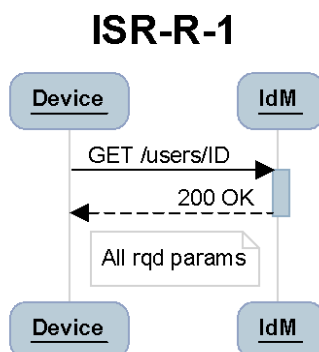 ISR-R-1
Device IdM
GET /users/ID
200 OK
All rqd params
Device IdM